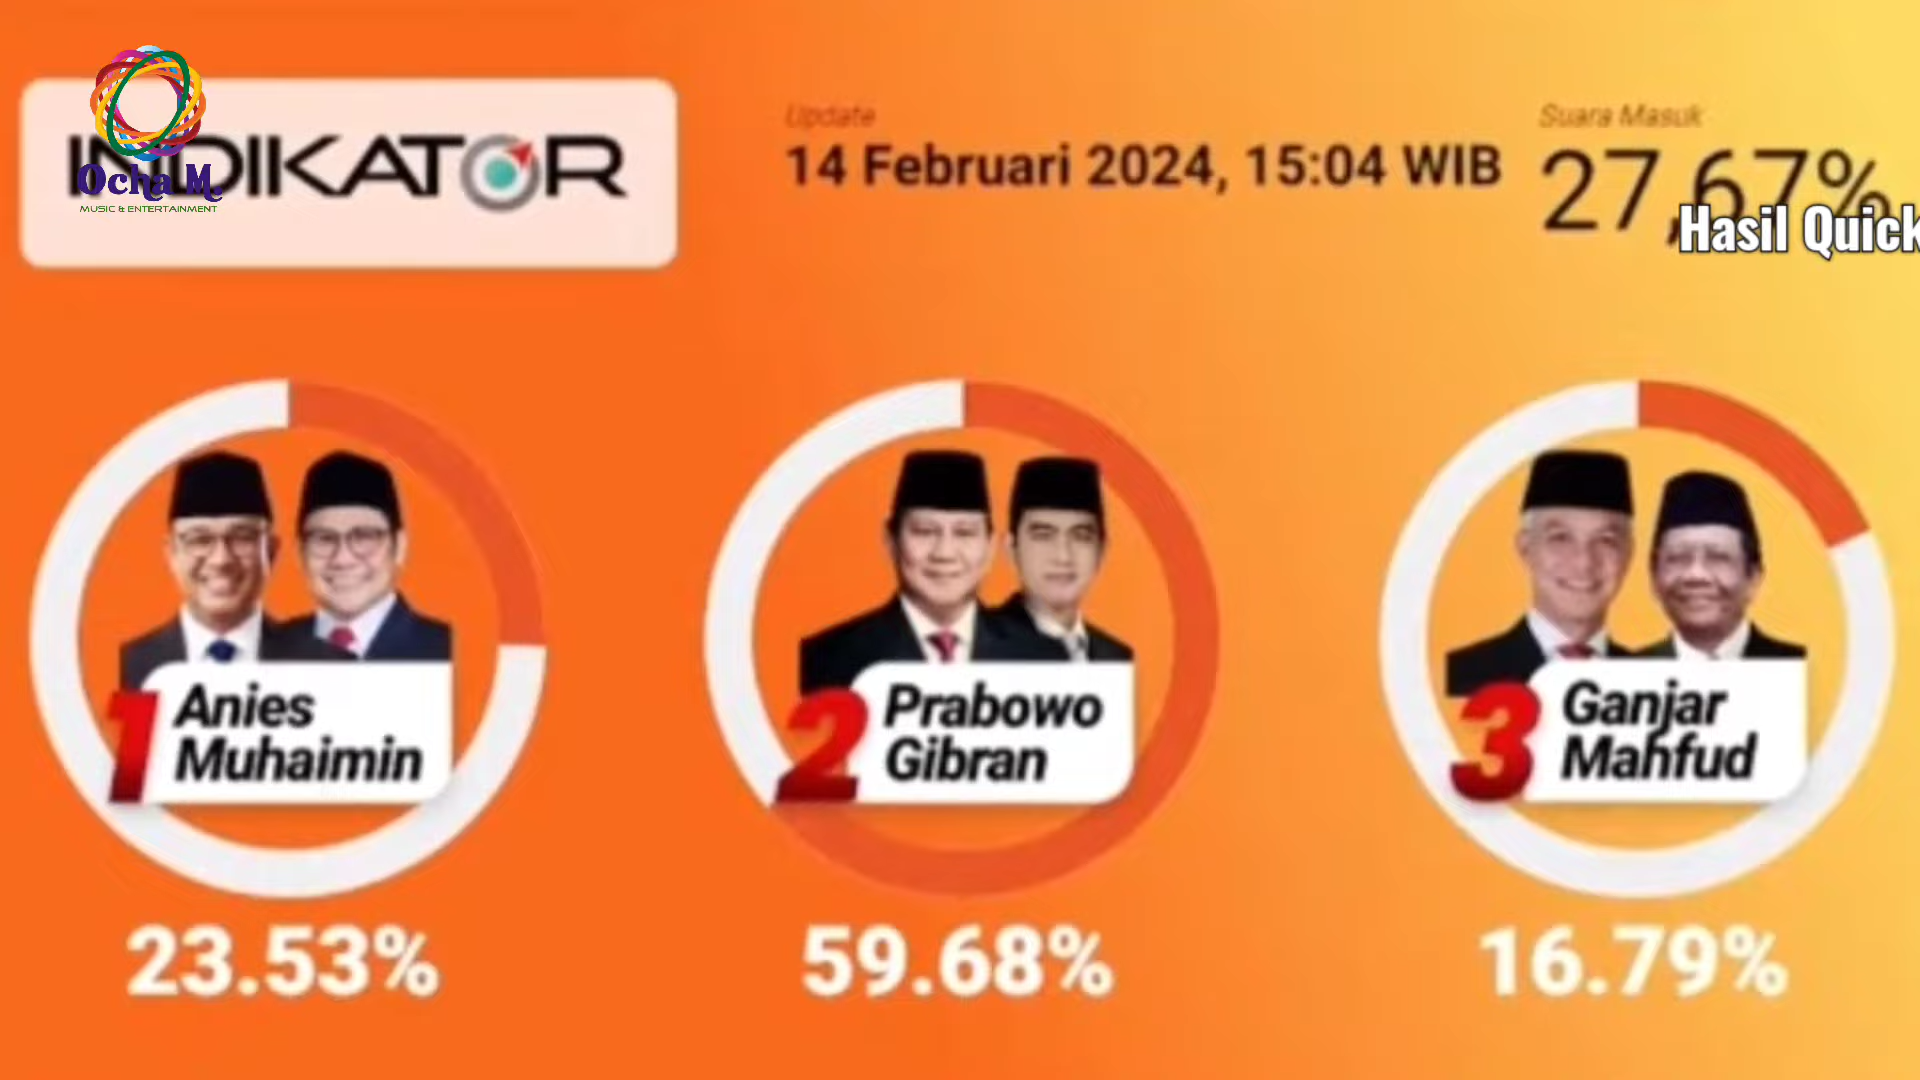 INDIKATOR
Ocha M.
MUSIC & ENTERTAINMENT
Update
14 Februari 2024, 15:04 WIB
Suara Masuk
27,67%
Hasil Quick
1
Anies
Muhaimin
23.53%
2
Prabowo
Gibran
59.68%
3
Ganjar
Mahfud
16.79%